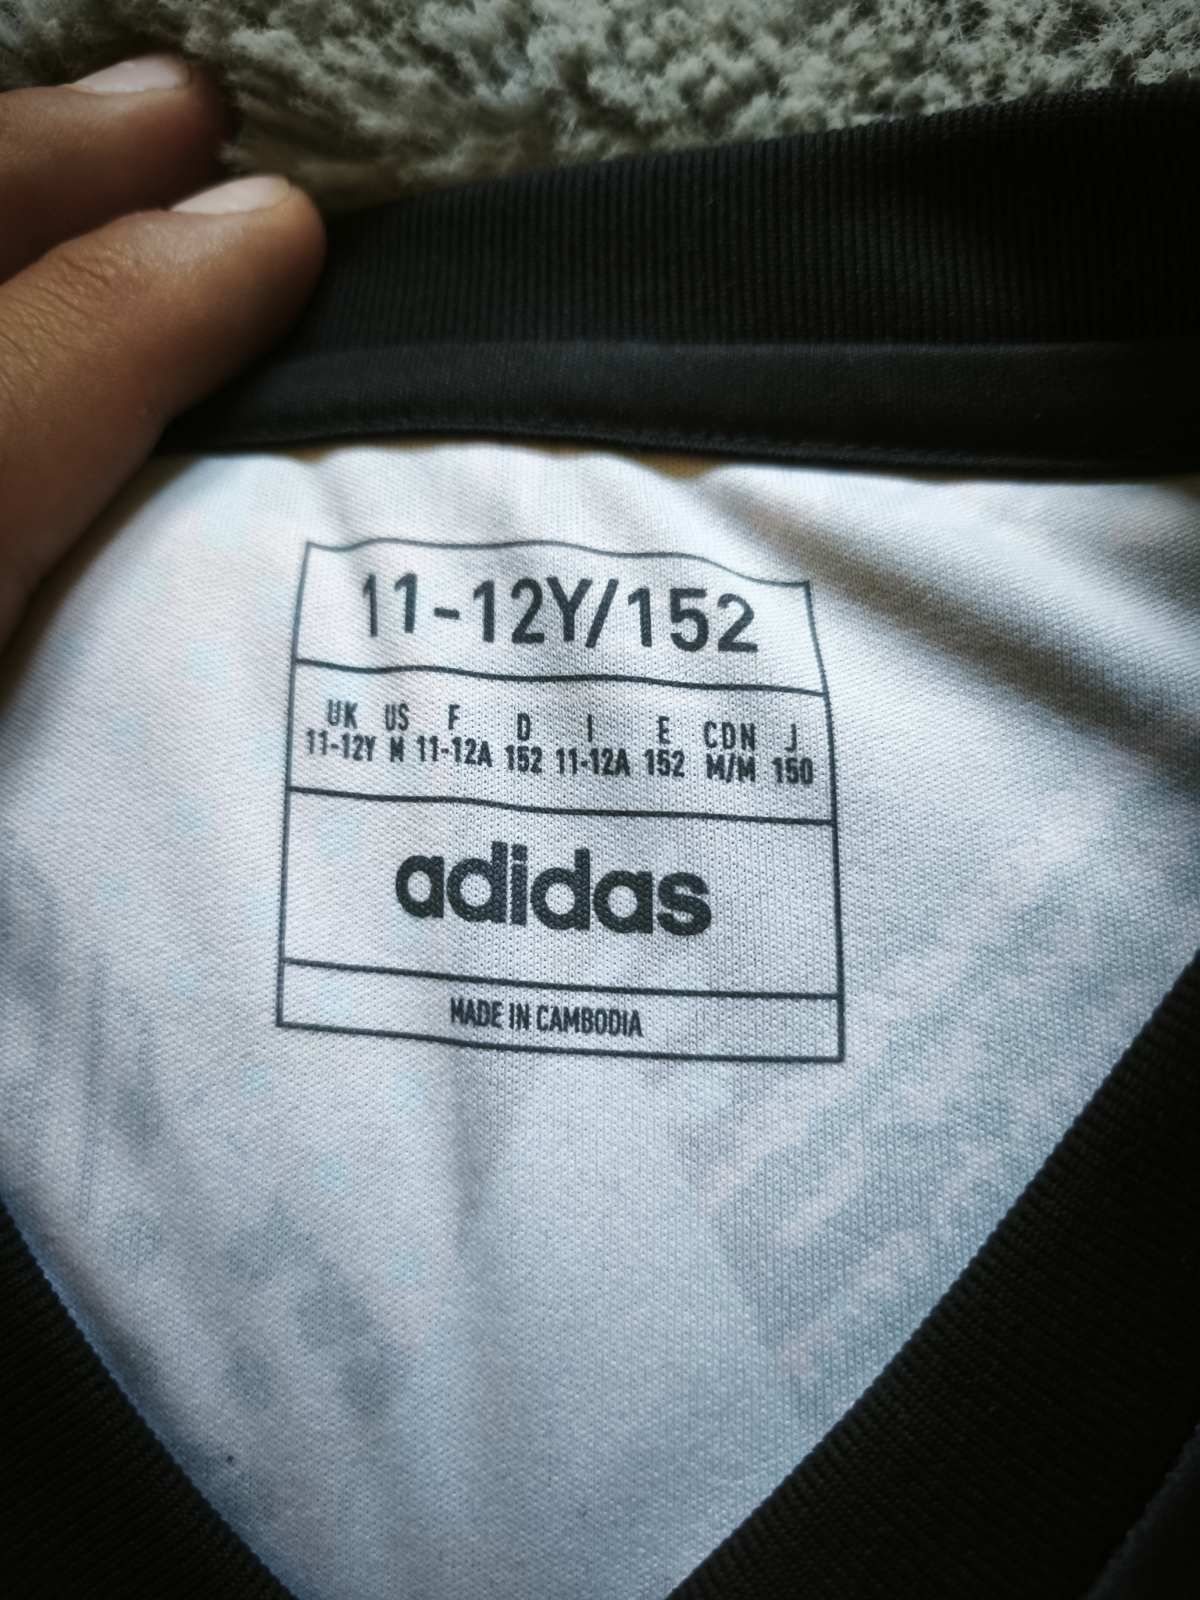 11-12Y/152
UK US F D I E CDN J
11-12Y M 11-12A 152 11-12A 152 M/M 150
adidas
MADE IN CAMBODIA